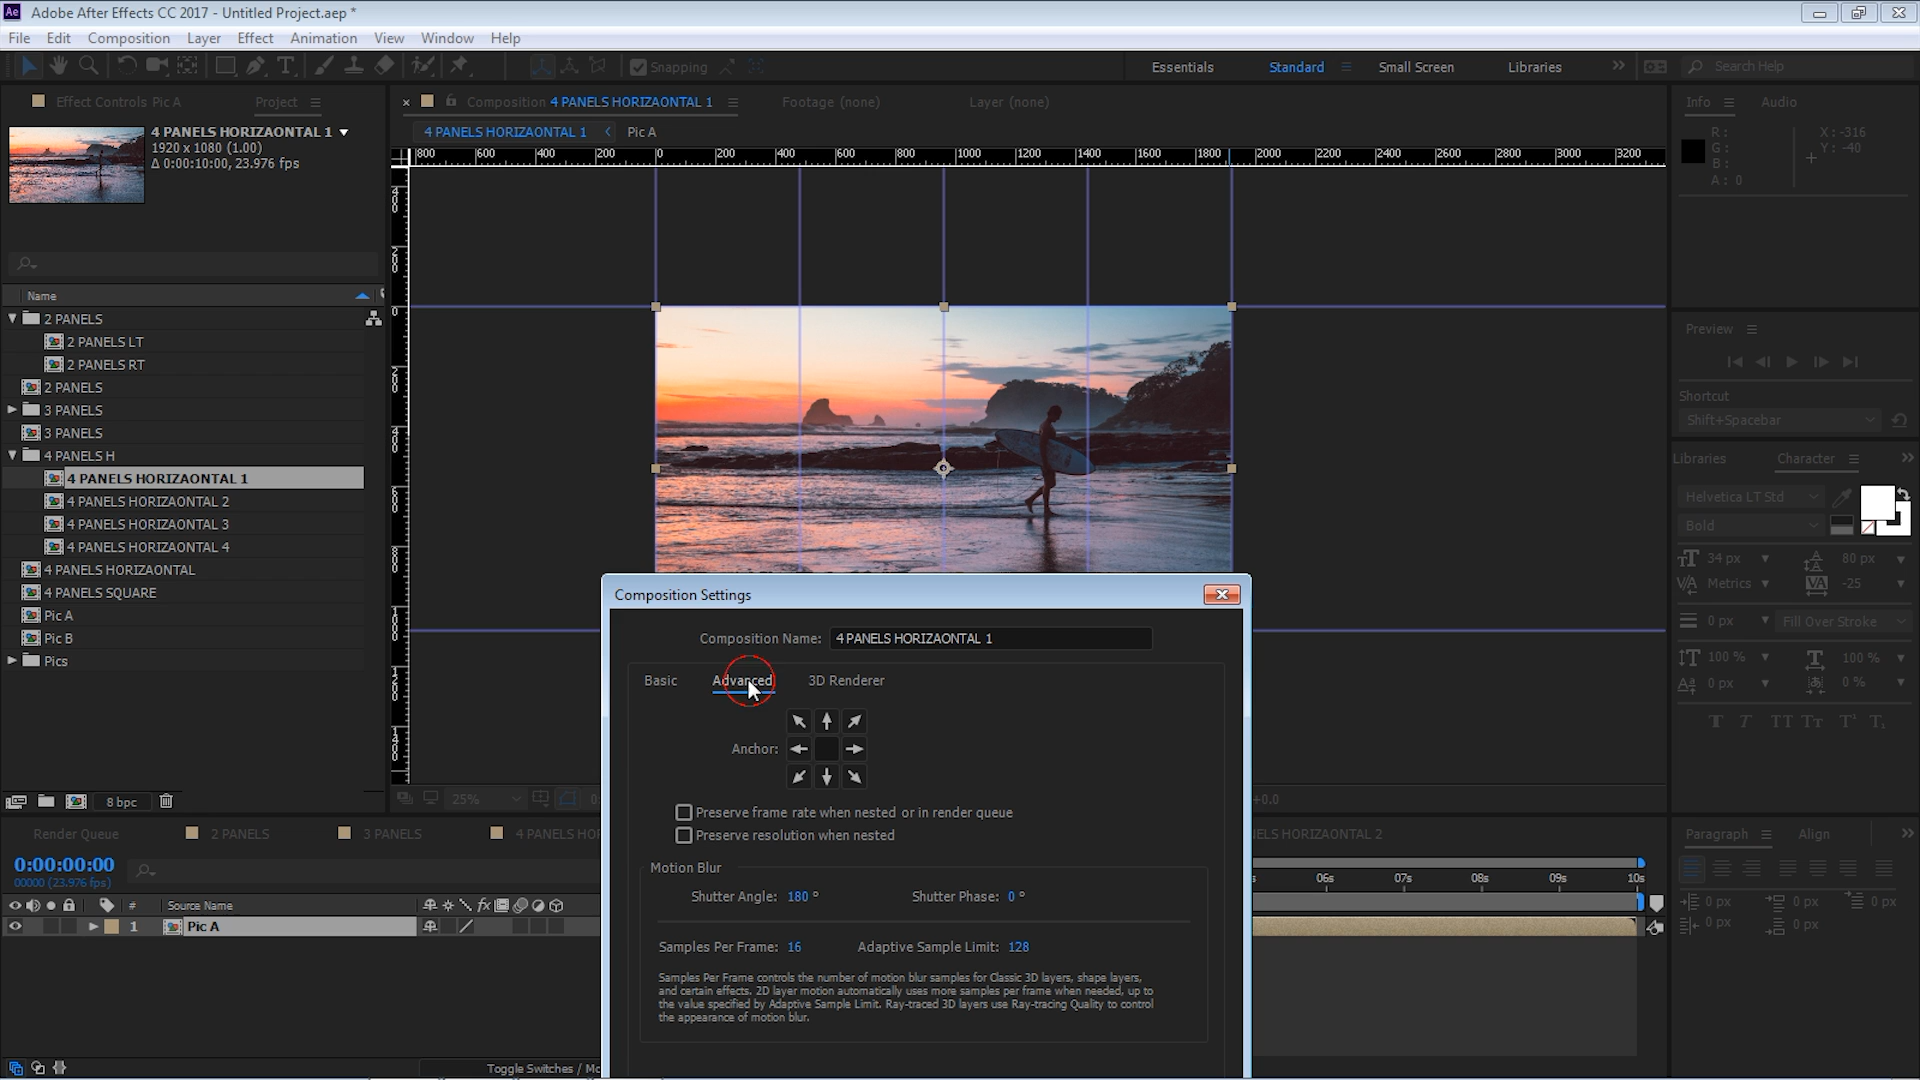 Ae Adobe After Effects CC 2017 - Untitled Project.aep *
File Edit Composition Layer Effect Animation View Window Help
Snapping Essentials Standard Small Screen Libraries Search Help
Effect Controls Pic A Project
4 PANELS HORIZAONTAL 1
1920 x 1080 (1.00)
Δ 0:00:10:00, 23.976 fps
Name
2 PANELS
2 PANELS LT
2 PANELS RT
2 PANELS
3 PANELS
3 PANELS
4 PANELS H
4 PANELS HORIZAONTAL 1
4 PANELS HORIZAONTAL 2
4 PANELS HORIZAONTAL 3
4 PANELS HORIZAONTAL 4
4 PANELS HORIZAONTAL
4 PANELS SQUARE
Pic A
Pic B
Pics
8 bpc
Composition 4 PANELS HORIZAONTAL 1 Footage (none) Layer (none)
4 PANELS HORIZAONTAL 1 Pic A
800 600 400 200 0 200 400 600 800 1000 1200 1400 1600 1800 2000 2200 2400 2600 2800 3000 3200
25%
+0,0
Composition Settings
Composition Name: 4 PANELS HORIZAONTAL 1
Basic Advanced 3D Renderer
Anchor:
Preserve frame rate when nested or in render queue
Preserve resolution when nested
Motion Blur
Shutter Angle: 180 ° Shutter Phase: 0 °
Samples Per Frame: 16 Adaptive Sample Limit: 128
Samples Per Frame controls the number of motion blur samples for Classic 3D layers, shape layers,
and certain effects. 2D layer motion automatically uses more samples per frame when needed, up to
the value specified by Adaptive Sample Limit. Ray-traced 3D layers use Ray-tracing Quality to control
the appearance of motion blur.
Info Audio
R: X: -316
G: Y: -40
B:
A: 0
Preview
Shortcut
Shift+Spacebar
Libraries Character
Helvetica LT Std
Bold
34 px 80 px
Metrics -25
0 px Fill Over Stroke
100 % 100 %
0 px 0 %
Paragraph Align
0 px 0 px 0 px
0 px 0 px
Render Queue 2 PANELS 3 PANELS 4 PANELS HO
NELS HORIZAONTAL 2
0:00:00:00
00000 (23.976 fps)
# Source Name
1 Pic A
06s 07s 08s 09s 10s
Toggle Switches / Mo